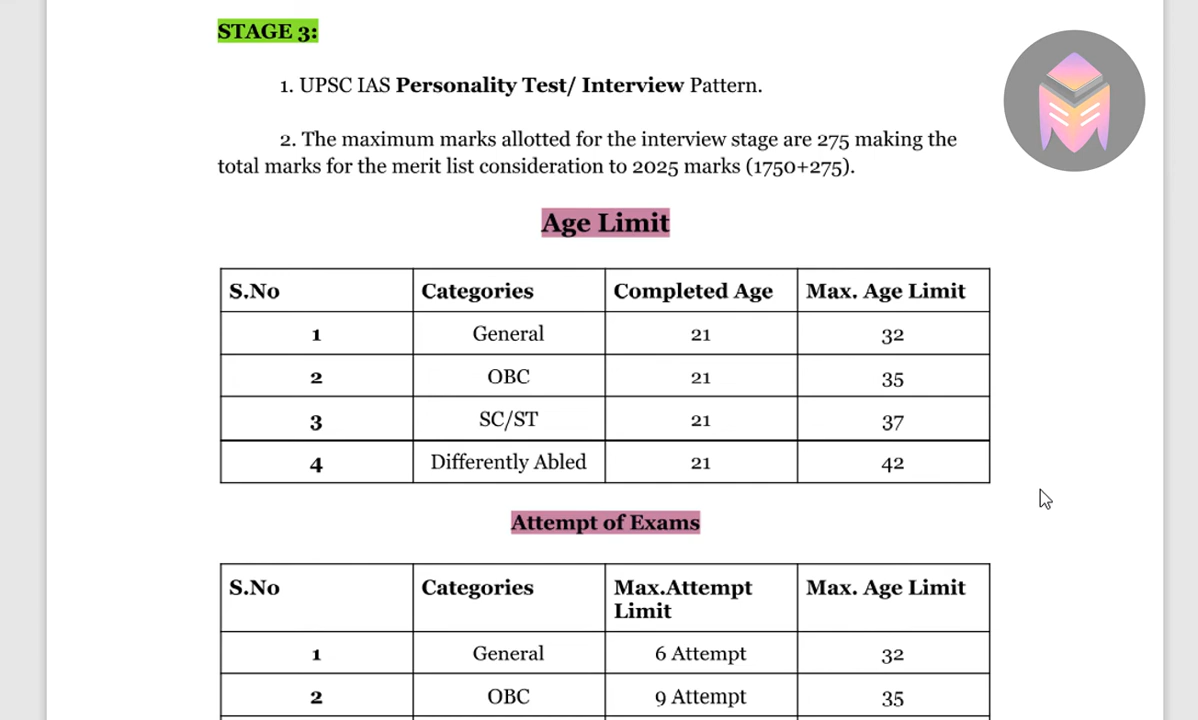 STAGE 3:
1. UPSC IAS Personality Test/ Interview Pattern.
2. The maximum marks allotted for the interview stage are 275 making the
total marks for the merit list consideration to 2025 marks (1750+275).
Age Limit
S.No Categories Completed Age Max. Age Limit
1 General 21 32
2 OBC 21 35
3 SC/ST 21 37
4 Differently Abled 21 42
Attempt of Exams
S.No Categories Max.Attempt Limit Max. Age Limit
1 General 6 Attempt 32
2 OBC 9 Attempt 35